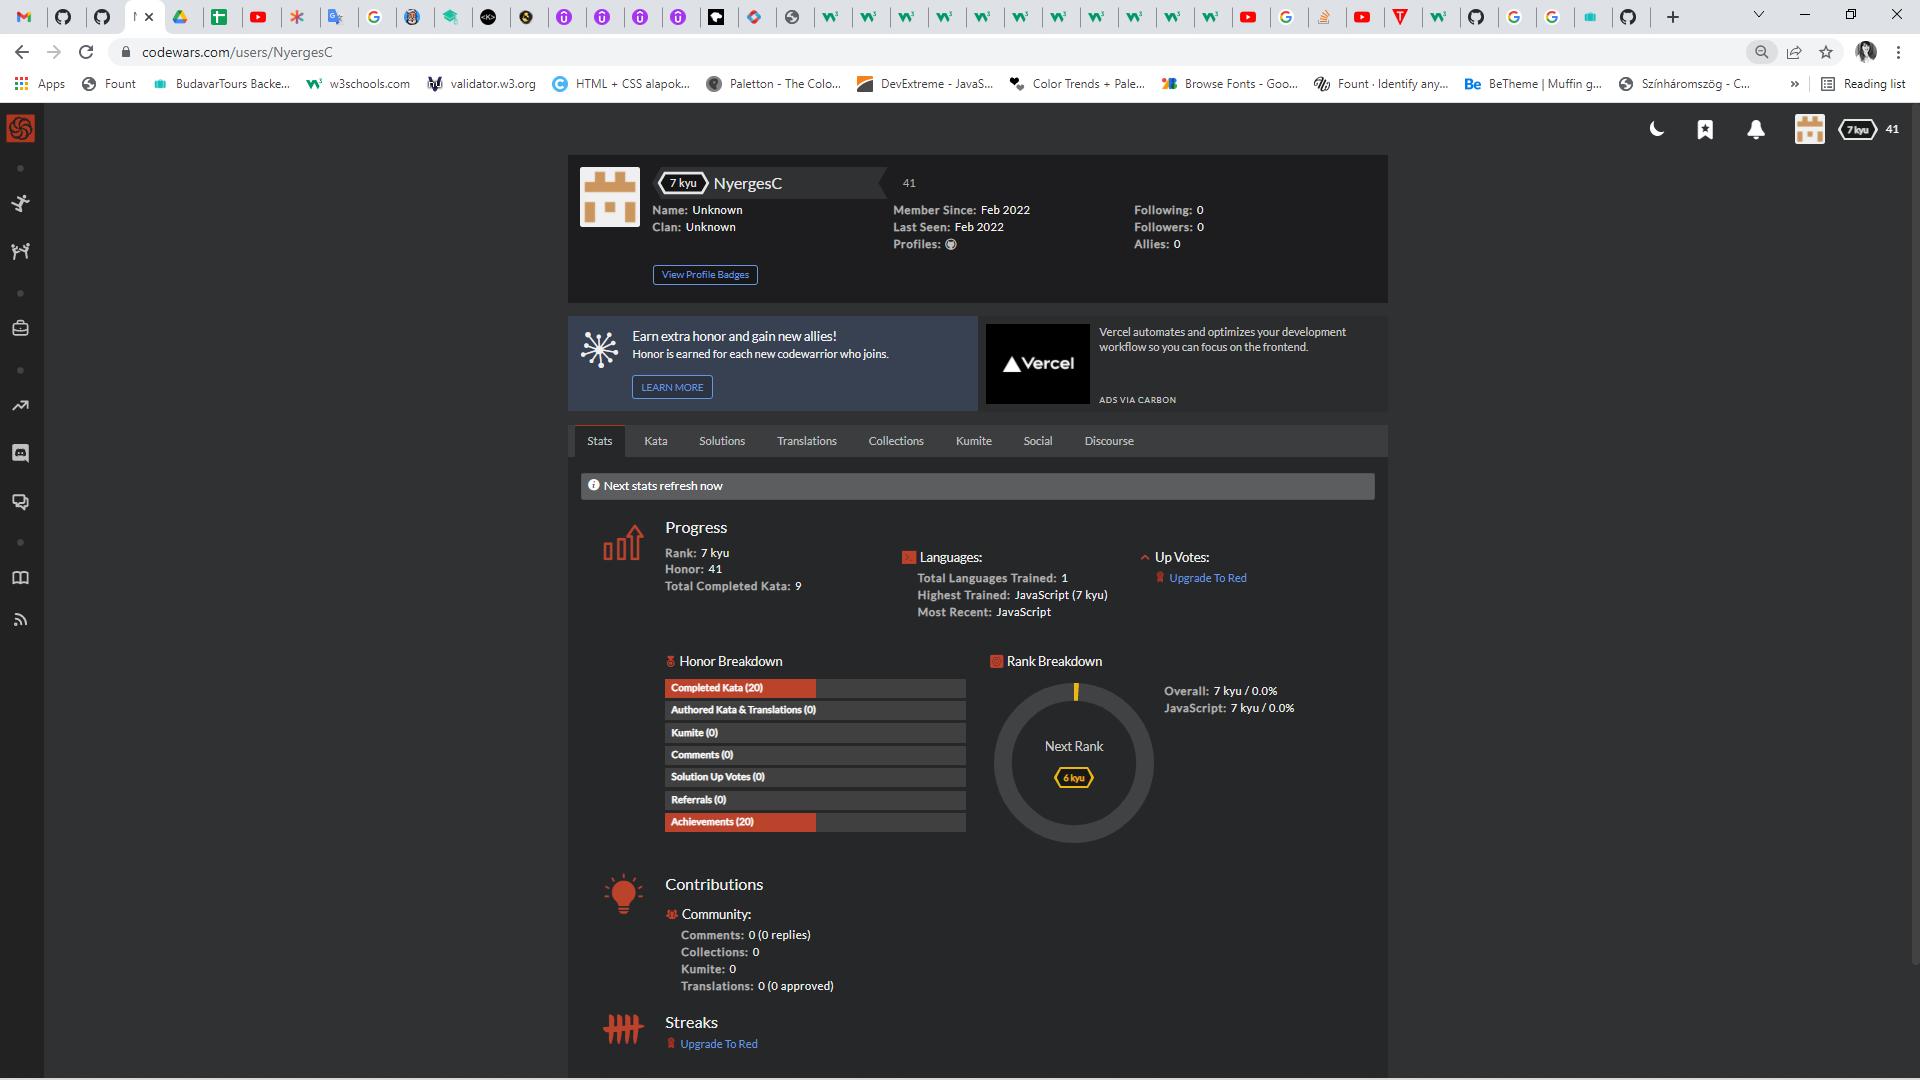 codewars.com/users/NyergesC
Apps
Fount
BudavarTours Backe...
w3schools.com
validator.w3.org
HTML + CSS alapok...
Paletton - The Colo...
DevExtreme - JavaS...
Color Trends + Pale...
Browse Fonts - Goo...
Fount · Identify any...
BeTheme | Muffin g...
Színháromszög - C...
»
Reading list
7 kyu
41
7 kyu
NyergesC
41
Name: Unknown
Member Since: Feb 2022
Following: 0
Clan: Unknown
Last Seen: Feb 2022
Followers: 0
Profiles:
Allies: 0
View Profile Badges
Earn extra honor and gain new allies!
Honor is earned for each new codewarrior who joins.
LEARN MORE
Vercel
Vercel automates and optimizes your development
workflow so you can focus on the frontend.
ADS VIA CARBON
Stats
Kata
Solutions
Translations
Collections
Kumite
Social
Discourse
Next stats refresh now
Progress
Rank: 7 kyu
Honor: 41
Total Completed Kata: 9
Languages:
Total Languages Trained: 1
Highest Trained: JavaScript (7 kyu)
Most Recent: JavaScript
Up Votes:
Upgrade To Red
Honor Breakdown
Completed Kata (20)
Authored Kata & Translations (0)
Kumite (0)
Comments (0)
Solution Up Votes (0)
Referrals (0)
Achievements (20)
Rank Breakdown
Next Rank
6 kyu
Overall: 7 kyu / 0.0%
JavaScript: 7 kyu / 0.0%
Contributions
Community:
Comments: 0 (0 replies)
Collections: 0
Kumite: 0
Translations: 0 (0 approved)
Streaks
Upgrade To Red